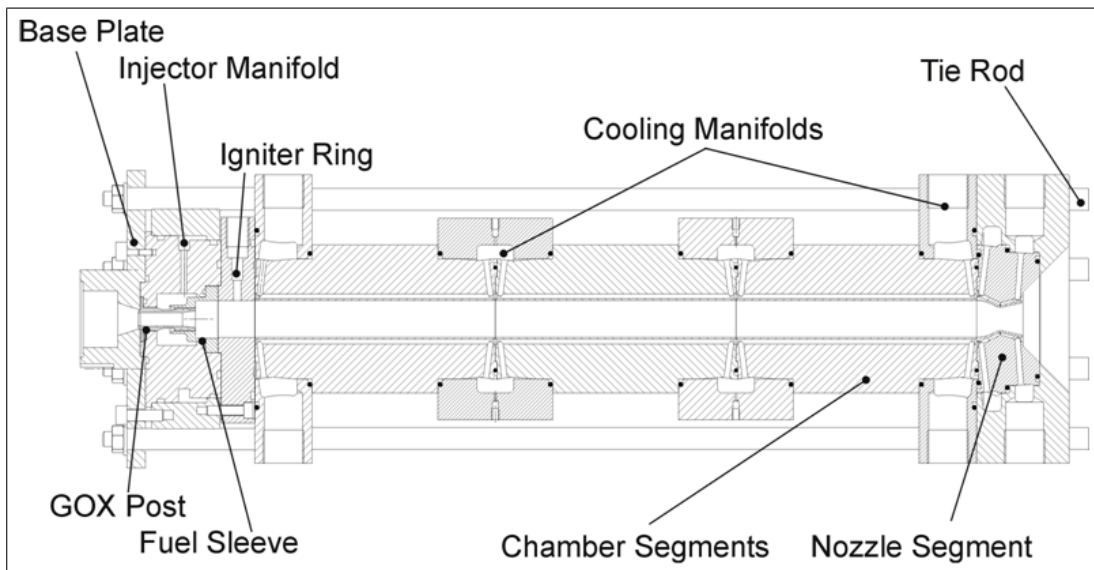 Base Plate
Injector Manifold
Igniter Ring
Cooling Manifolds
Tie Rod
GOX Post
Fuel Sleeve
Chamber Segments
Nozzle Segment